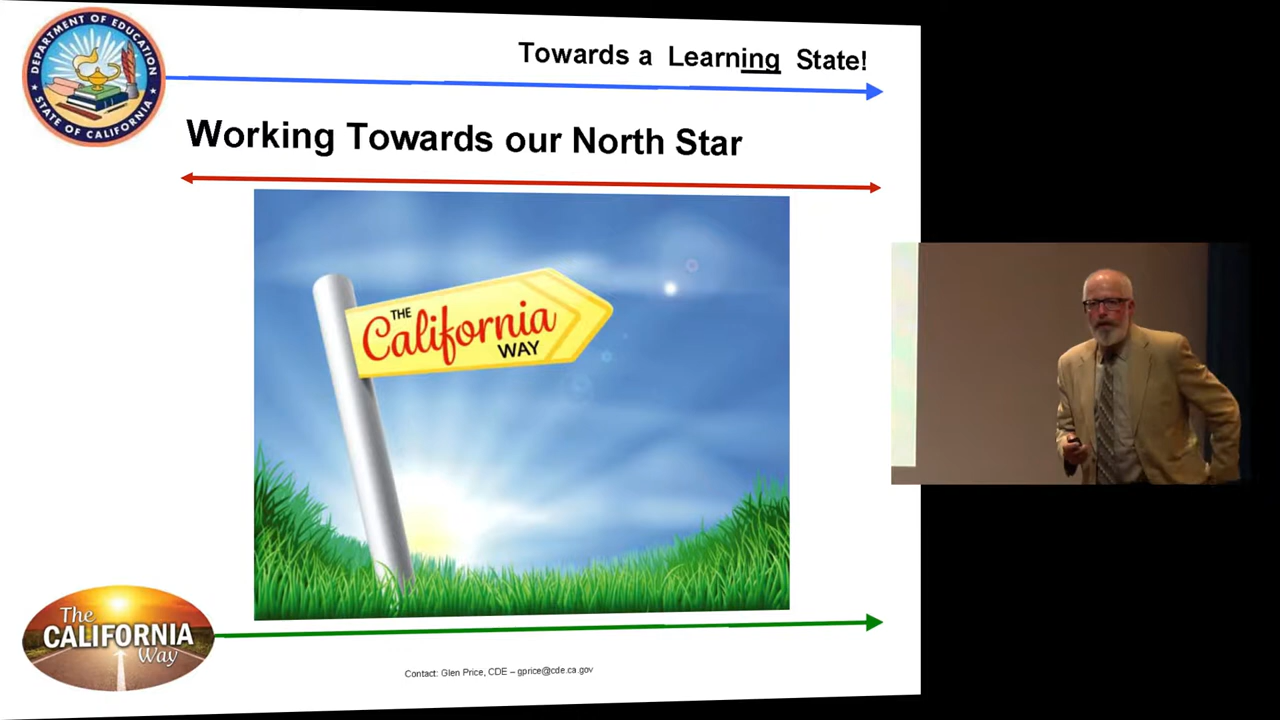 DEPARTMENT OF EDUCATION
STATE OF CALIFORNIA
Towards a Learning State!
Working Towards our North Star
THE
California
WAY
The
CALIFORNIA
Way
Contact: Glen Price, CDE – gprice@cde.ca.gov